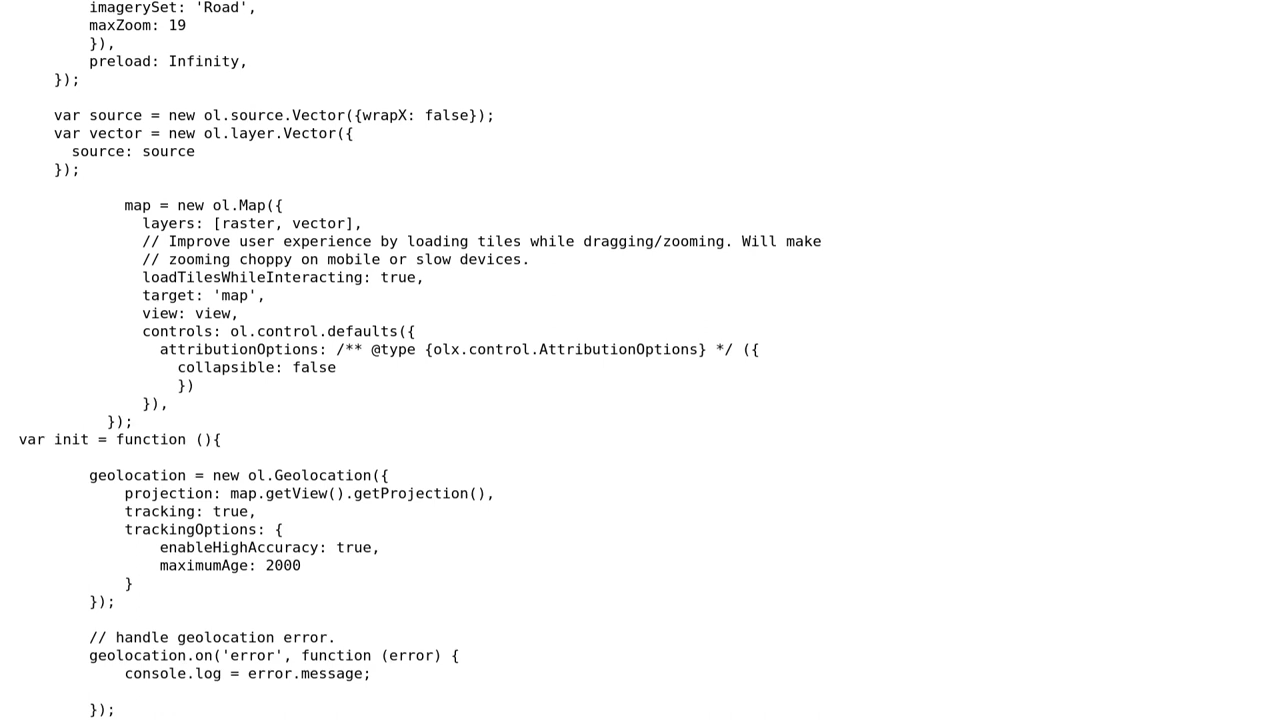 imagerySet: 'Road',
maxZoom: 19
}),
preload: Infinity,
});
var source = new ol.source.Vector({wrapX: false});
var vector = new ol.layer.Vector({
source: source
});
map = new ol.Map({
layers: [raster, vector],
// Improve user experience by loading tiles while dragging/zooming. Will make
// zooming choppy on mobile or slow devices.
loadTilesWhileInteracting: true,
target: 'map',
view: view,
controls: ol.control.defaults({
attributionOptions: /** @type {olx.control.AttributionOptions} */ ({
collapsible: false
})
}),
});
var init = function (){
geolocation = new ol.Geolocation({
projection: map.getView().getProjection(),
tracking: true,
trackingOptions: {
enableHighAccuracy: true,
maximumAge: 2000
}
});
// handle geolocation error.
geolocation.on('error', function (error) {
console.log = error.message;
});